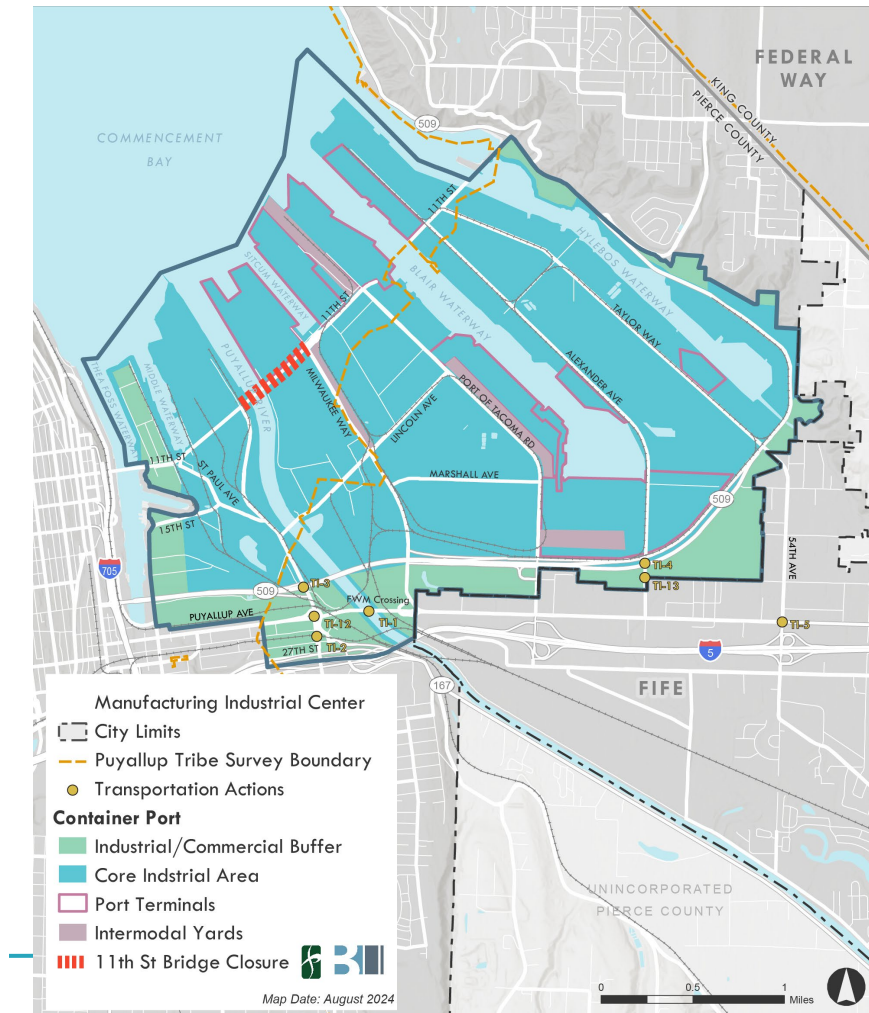 FEDERAL
WAY
KING COUNTY
PIERCE COUNTY
509
COMMENCEMENT
BAY
11TH ST
HYLEBOS WATERWAY
SITCUM WATERWAY
BLAIR WATERWAY
11TH ST
TAYLOR WAY
PUYALLUP RIVER
MILWAUKEE WAY
ALEXANDER AVE
THEA FOSS WATERWAY
MIDDLE WATERWAY
LINCOLN AVE
PORT OF TACOMA RD
11TH ST
ST PAUL AVE
MARSHALL AVE
509
15TH ST
54TH AVE
705
TI-4
TI-3
TI-13
509
FWM Crossing
PUYALLUP AVE
TI-12
TI-1
TI-5
27TH ST
TI-2
5
167
FIFE
Manufacturing Industrial Center
City Limits
Puyallup Tribe Survey Boundary
Transportation Actions
Container Port
Industrial/Commercial Buffer
Core Indstrial Area
Port Terminals
Intermodal Yards
11th St Bridge Closure
Map Date: August 2024
UNINCORPORATED
PIERCE COUNTY
0 0.5 1
Miles